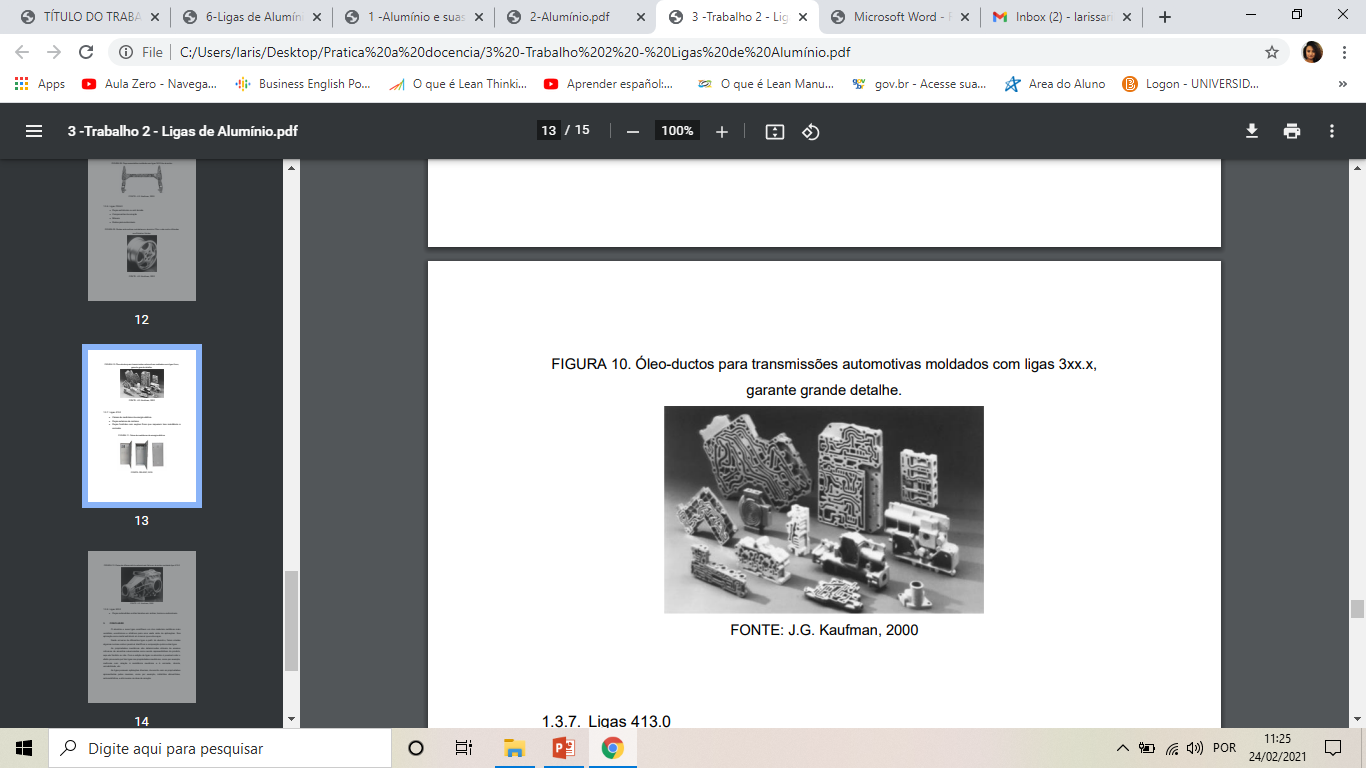 TÍTULO DO TRABA
6-Ligas de Alumíni
1 -Alumínio e suas
2-Alumínio.pdf
3 -Trabalho 2 - Lig
Microsoft Word -
Inbox (2) - larissari
File
C:/Users/laris/Desktop/Pratica%20a%20docencia/3%20-Trabalho%202%20-%20Ligas%20de%20Alumínio.pdf
Apps
Aula Zero - Navega...
Business English Po...
O que é Lean Thinki...
Aprender español:...
O que é Lean Manu...
gov.br - Acesse sua...
Area do Aluno
Logon - UNIVERSID...
»
3 -Trabalho 2 - Ligas de Alumínio.pdf
13 / 15
100%
12
13
14
FIGURA 10. Óleo-ductos para transmissões automotivas moldados com ligas 3xx.x,
garante grande detalhe.
FONTE: J.G. Kaufman, 2000
1.3.7. Ligas 413.0
Digite aqui para pesquisar
POR
11:25
24/02/2021